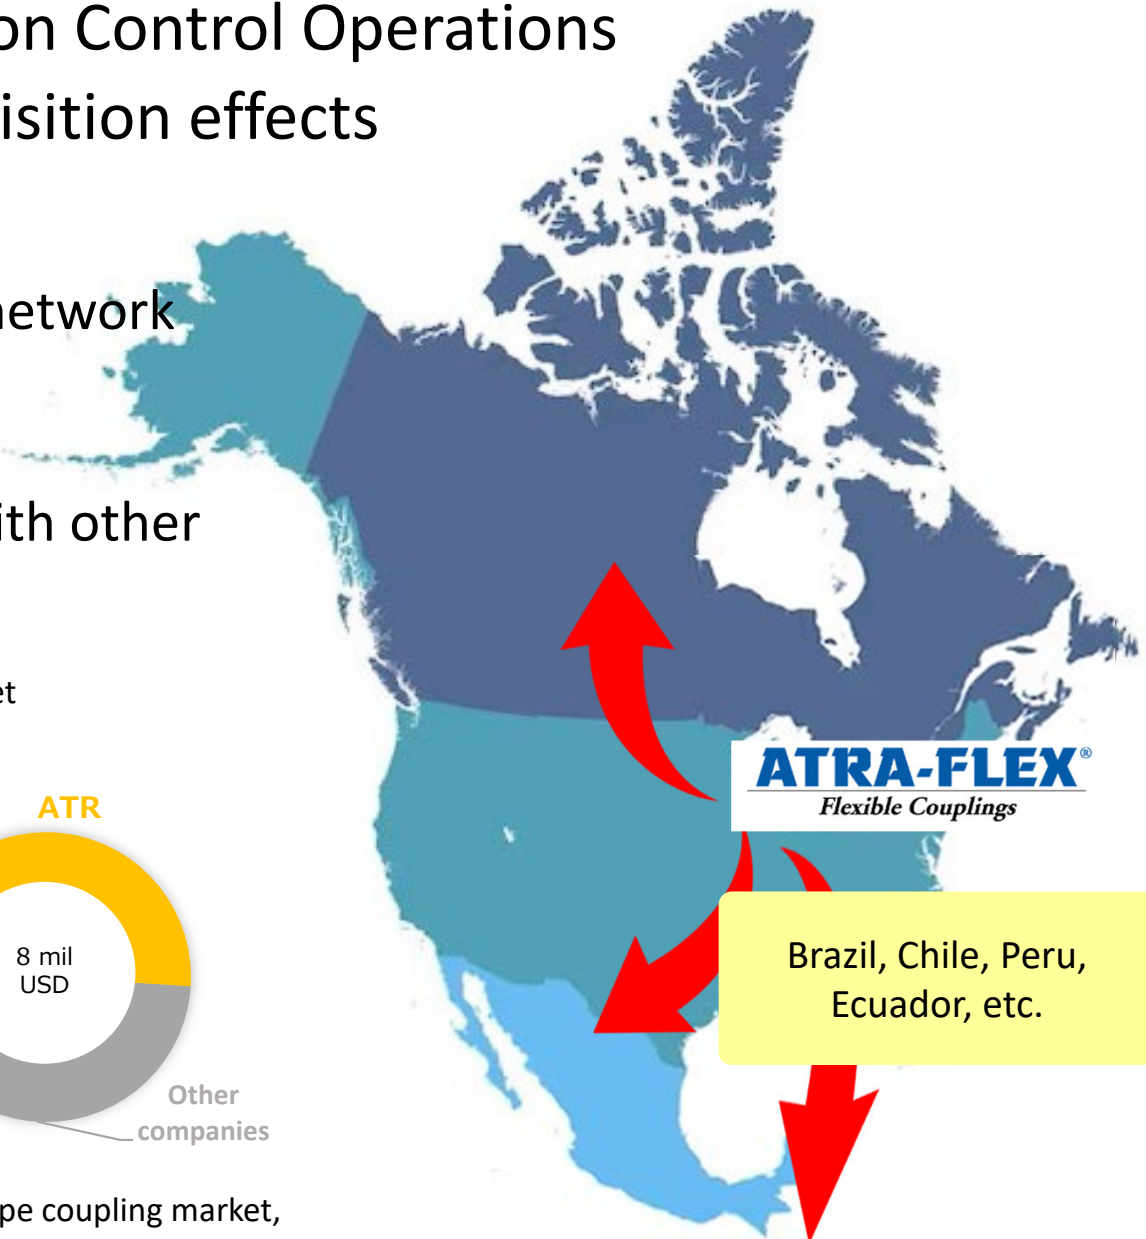 on Control Operations
isition effects
network
ith other
et
ATR
8 mil
USD
Other
companies
pe coupling market,
ATRA-FLEX®
Flexible Couplings
Brazil, Chile, Peru,
Ecuador, etc.